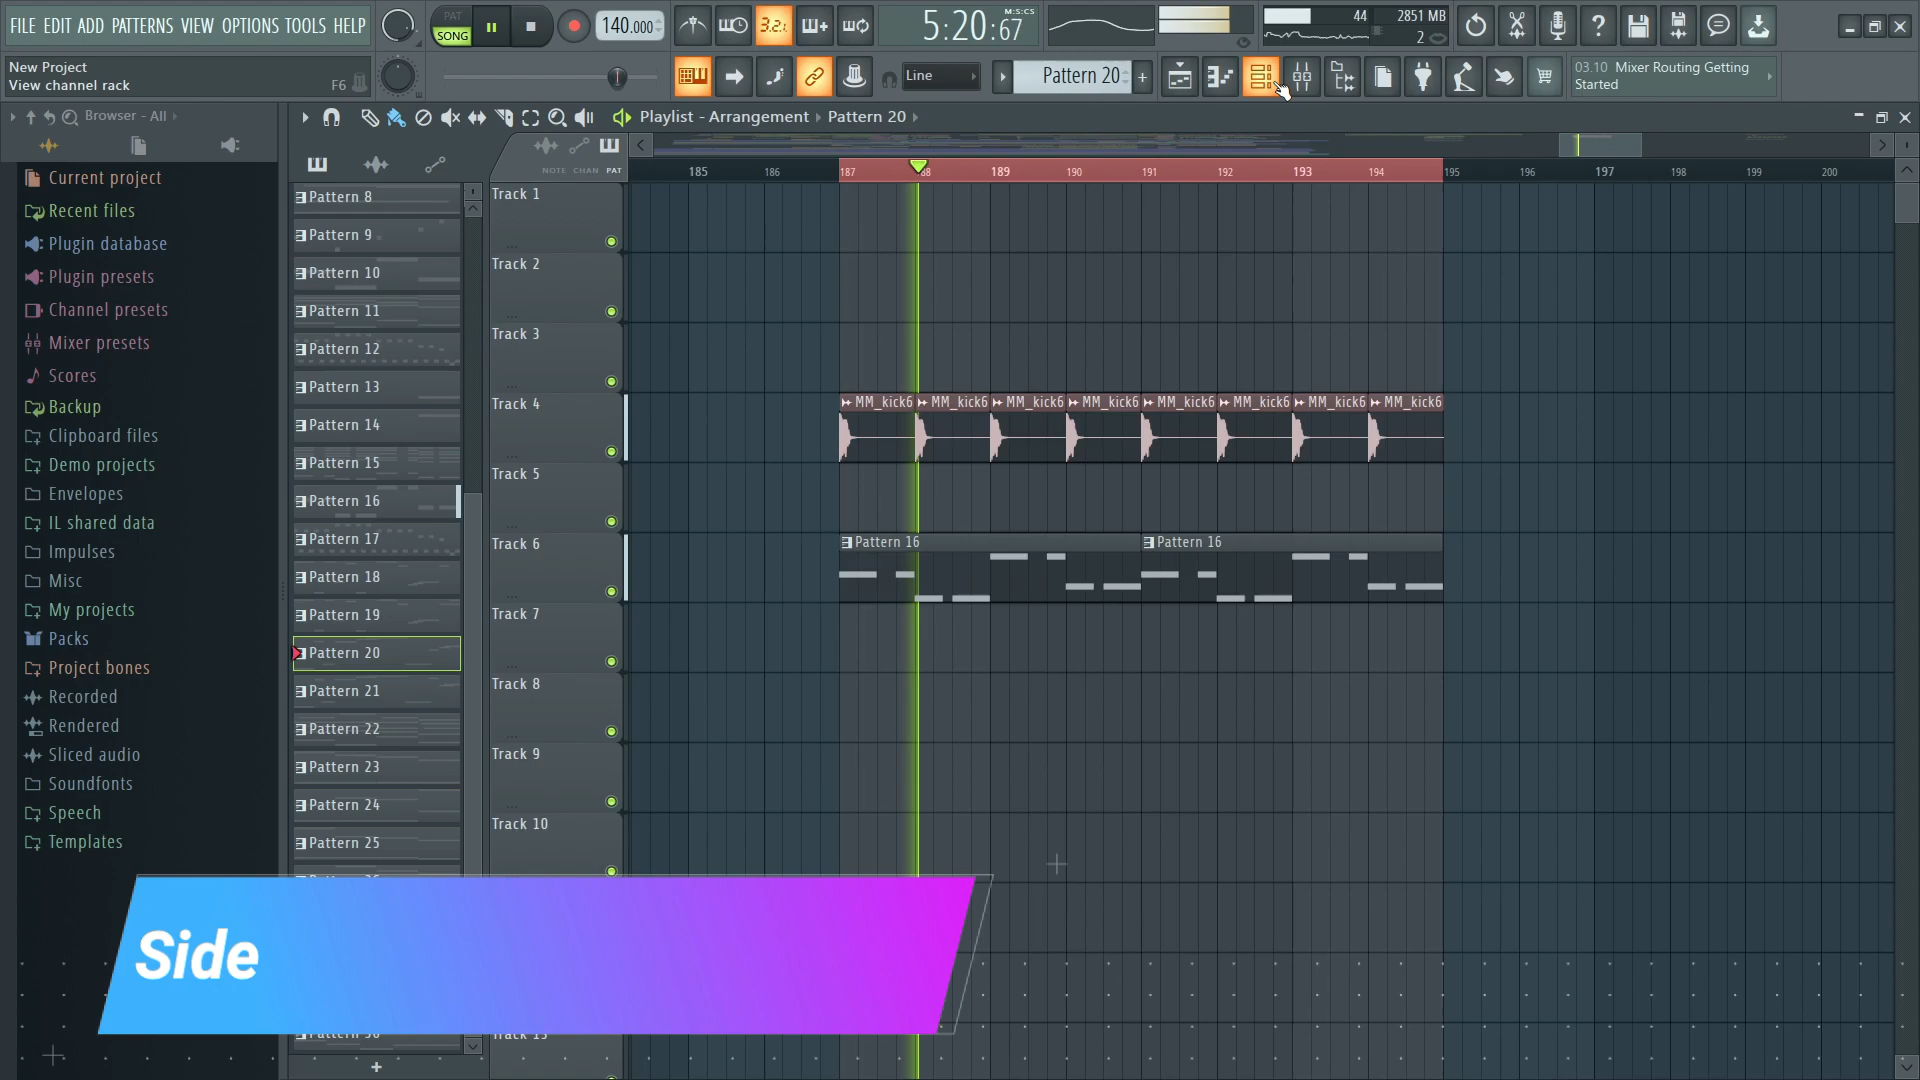 FILE EDIT ADD PATTERNS VIEW OPTIONS TOOLS HELP
PAT
SONG
140.000
3.2.
5:20:67
M:S:CS
44
2851 MB
2
New Project
View channel rack
F6
Line
Pattern 20
03.10 Mixer Routing Getting
Started
Browser - All
Playlist - Arrangement
Pattern 20
NOTE CHAN PAT
185
186
187
188
189
190
191
192
193
194
195
196
197
198
199
200
Current project
Recent files
Plugin database
Plugin presets
Channel presets
Mixer presets
Scores
Backup
Clipboard files
Demo projects
Envelopes
IL shared data
Impulses
Misc
My projects
Packs
Project bones
Recorded
Rendered
Sliced audio
Soundfonts
Speech
Templates
Pattern 8
Pattern 9
Pattern 10
Pattern 11
Pattern 12
Pattern 13
Pattern 14
Pattern 15
Pattern 16
Pattern 17
Pattern 18
Pattern 19
Pattern 20
Pattern 21
Pattern 22
Pattern 23
Pattern 24
Pattern 25
Track 1
Track 2
Track 3
Track 4
MM_kick6
MM_kick6
MM_kick6
MM_kick6
MM_kick6
MM_kick6
MM_kick6
MM_kick6
Track 5
Track 6
Pattern 16
Pattern 16
Track 7
Track 8
Track 9
Track 10
Side